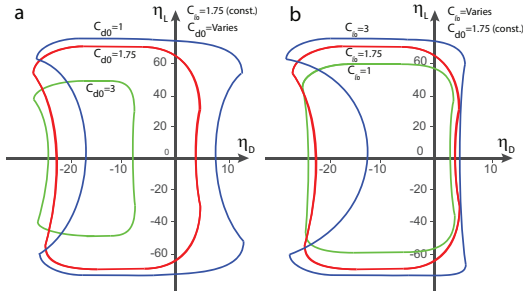 a
η_L
C_l₀=1.75 (const.)
C_d0=Varies
C_d0=1
C_d0=1.75
C_d0=3
60
40
20
0
-20
-10
10
η_D
-20
-40
-60
b
η_L
C_l₀=Varies
C_d0=1.75 (const.)
C_l₀=3
C_l₀=1.75
C_l₀=1
60
40
20
0
-20
-10
10
η_D
-20
-40
-60